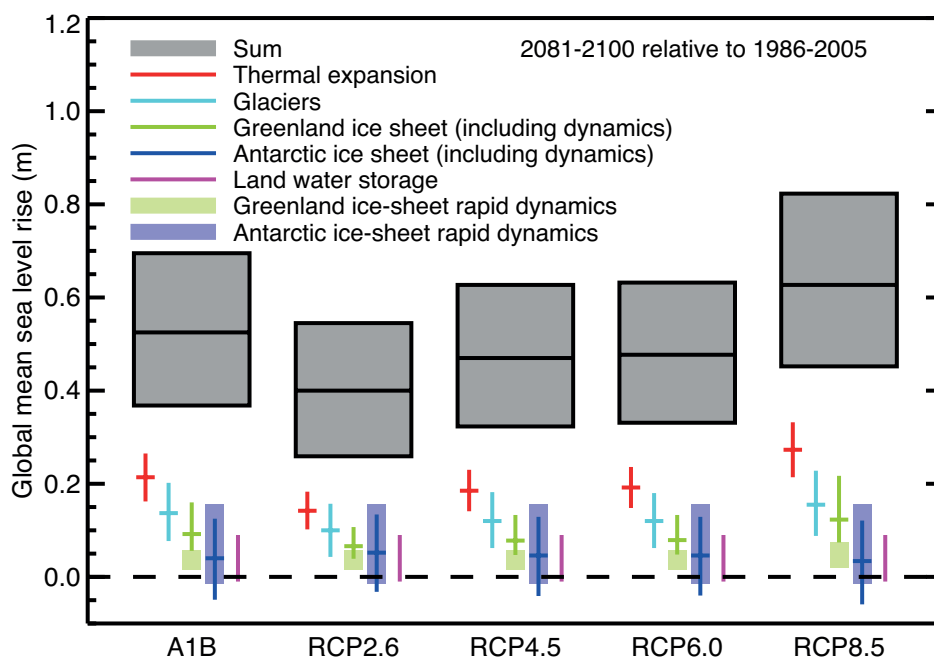 1.2
1.0
0.8
0.6
0.4
0.2
0.0
Global mean sea level rise (m)
2081-2100 relative to 1986-2005
Sum
Thermal expansion
Glaciers
Greenland ice sheet (including dynamics)
Antarctic ice sheet (including dynamics)
Land water storage
Greenland ice-sheet rapid dynamics
Antarctic ice-sheet rapid dynamics
A1B RCP2.6 RCP4.5 RCP6.0 RCP8.5